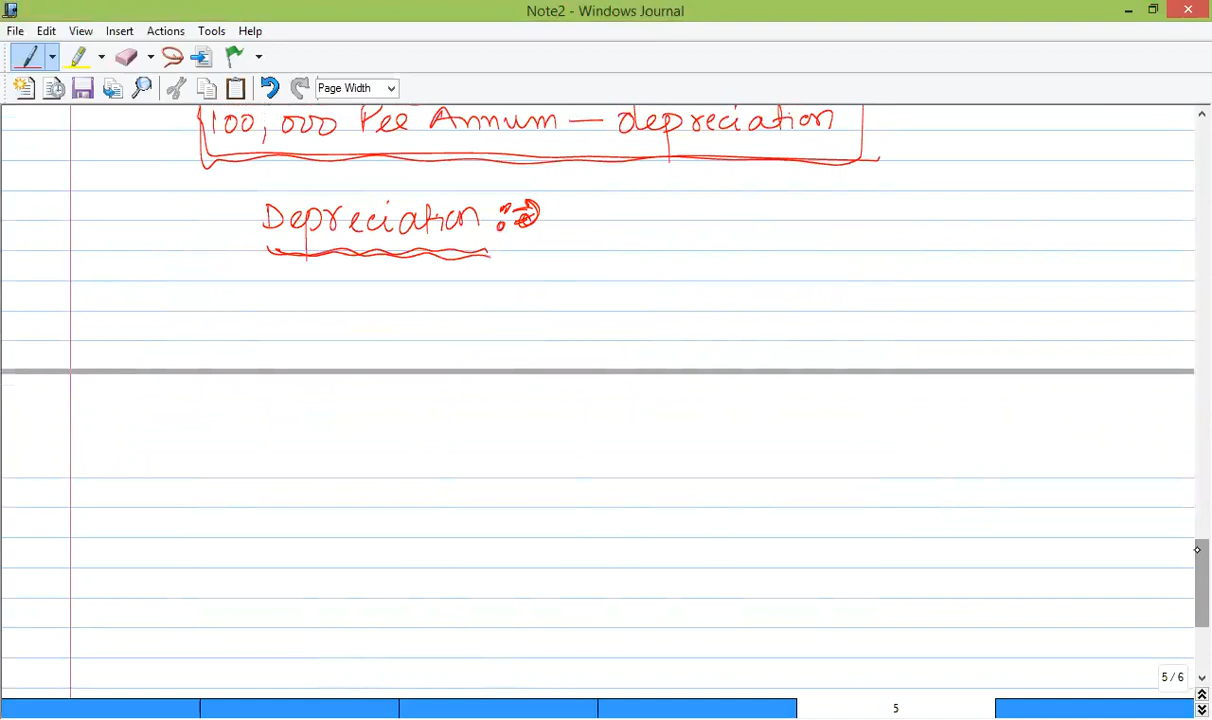 Note2 - Windows Journal
File Edit View Insert Actions Tools Help
Page Width
100,000 Pee Annum — depreciation
Depreciation :⇒
5 / 6
5